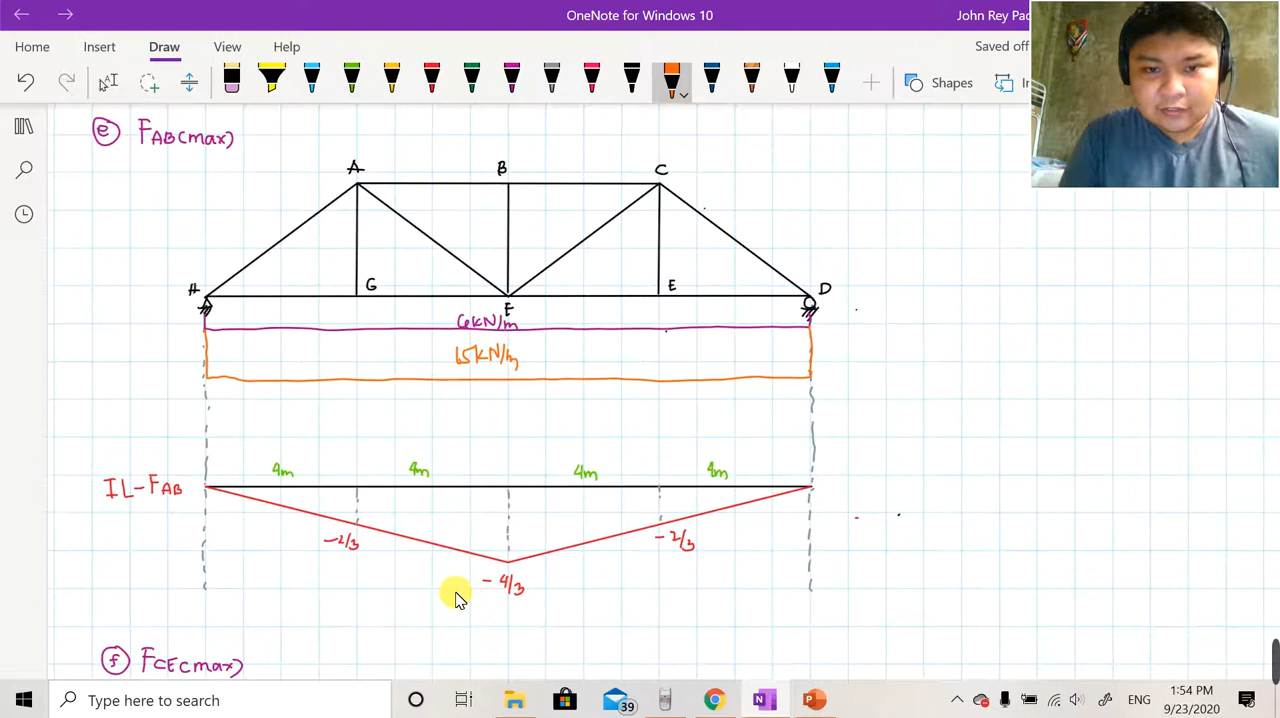 OneNote for Windows 10
John Rey Pac
Home Insert Draw View Help
Saved off
Shapes
In
e FAB(max)
A B C
H G F E D
6kN/m
15kN/m
4m 4m 4m 4m
IL-FAB
-2/3 -2/3
-4/3
f FCE(max)
Type here to search
39
ENG
1:54 PM
9/23/2020